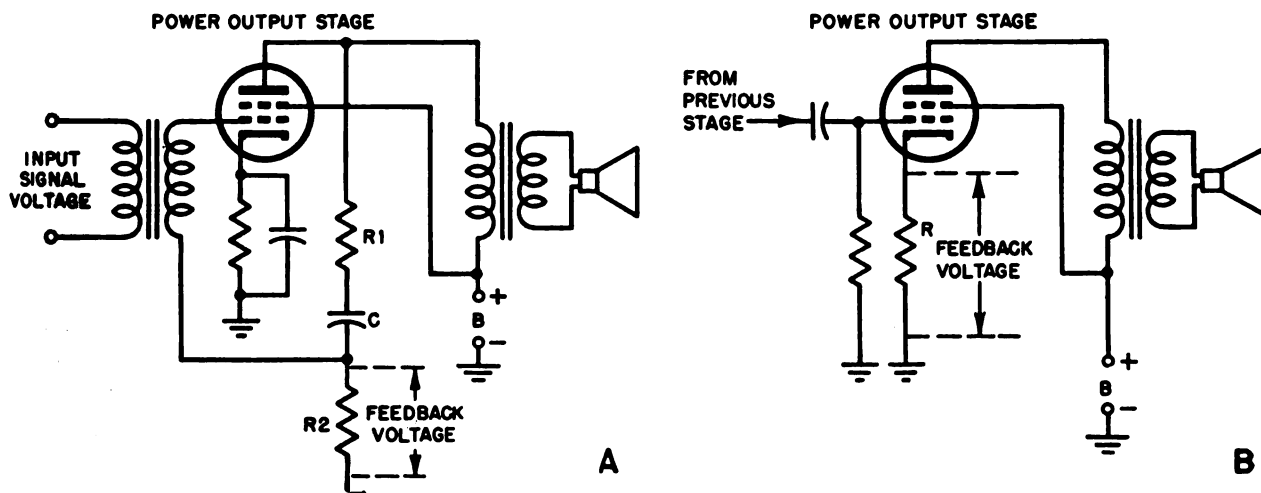 POWER OUTPUT STAGE
INPUT
SIGNAL
VOLTAGE
R1
C
+
B
-
R2
FEEDBACK
VOLTAGE
A
POWER OUTPUT STAGE
FROM
PREVIOUS
STAGE
R
FEEDBACK
VOLTAGE
+
B
-
B